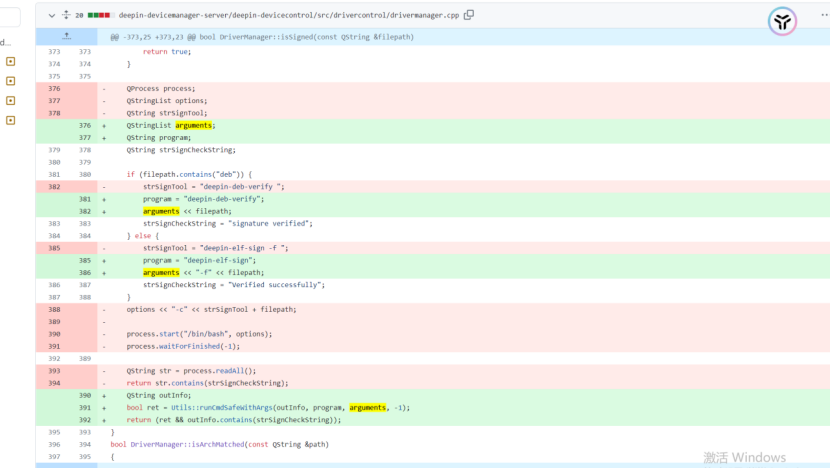 20 deepin-devicemanager-server/deepin-devicecontrol/src/drivercontrol/drivermanager.cpp
@@ -373,25 +373,23 @@ bool DriverManager::isSigned(const QString &filepath)
d...
373 373 return true;
374 374 }
375 375
376 - QProcess process;
377 - QStringList options;
378 - QString strSignTool;
376 + QStringList arguments;
377 + QString program;
379 378 QString strSignCheckString;
380 379
381 380 if (filepath.contains("deb")) {
382 - strSignTool = "deepin-deb-verify ";
381 + program = "deepin-deb-verify";
382 + arguments << filepath;
383 383 strSignCheckString = "signature verified";
384 384 } else {
385 - strSignTool = "deepin-elf-sign -f ";
385 + program = "deepin-elf-sign";
386 + arguments << "-f" << filepath;
386 387 strSignCheckString = "Verified successfully";
387 388 }
388 - options << "-c" << strSignTool + filepath;
389 -
390 - process.start("/bin/bash", options);
391 - process.waitForFinished(-1);
392 389
393 - QString str = process.readAll();
394 - return str.contains(strSignCheckString);
390 + QString outInfo;
391 + bool ret = Utils::runCmdSafeWithArgs(outInfo, program, arguments, -1);
392 + return (ret && outInfo.contains(strSignCheckString));
395 393 }
396 394 bool DriverManager::isArchMatched(const QString &path)
397 395 {
激活 Windows